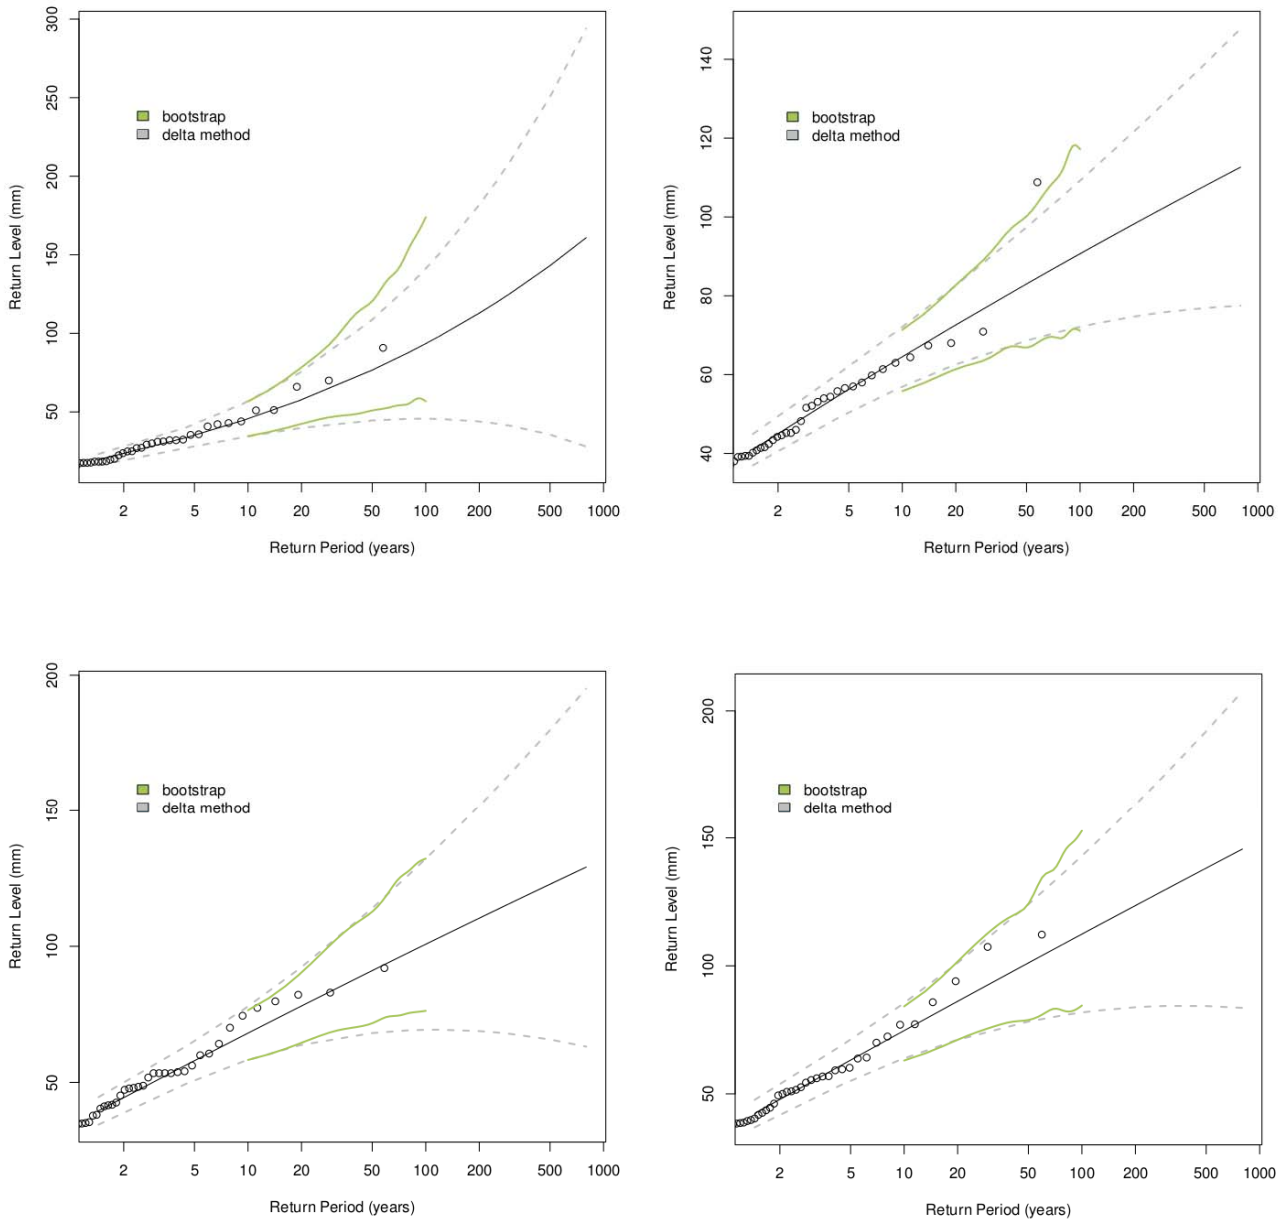 300
250
200
150
100
50
Return Level (mm)
bootstrap
delta method
2 5 10 20 50 100 200 500 1000
Return Period (years)
140
120
100
80
60
40
Return Level (mm)
bootstrap
delta method
2 5 10 20 50 100 200 500 1000
Return Period (years)
200
150
100
50
Return Level (mm)
bootstrap
delta method
2 5 10 20 50 100 200 500 1000
Return Period (years)
200
150
100
50
Return Level (mm)
bootstrap
delta method
2 5 10 20 50 100 200 500 1000
Return Period (years)